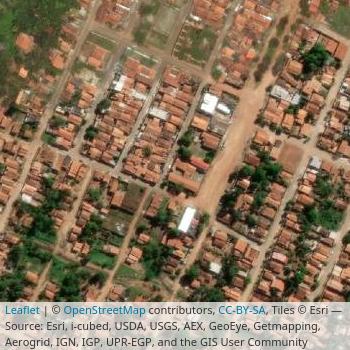 Leaflet | © OpenStreetMap contributors, CC-BY-SA, Tiles © Esri —
Source: Esri, i-cubed, USDA, USGS, AEX, GeoEye, Getmapping,
Aerogrid, IGN, IGP, UPR-EGP, and the GIS User Community